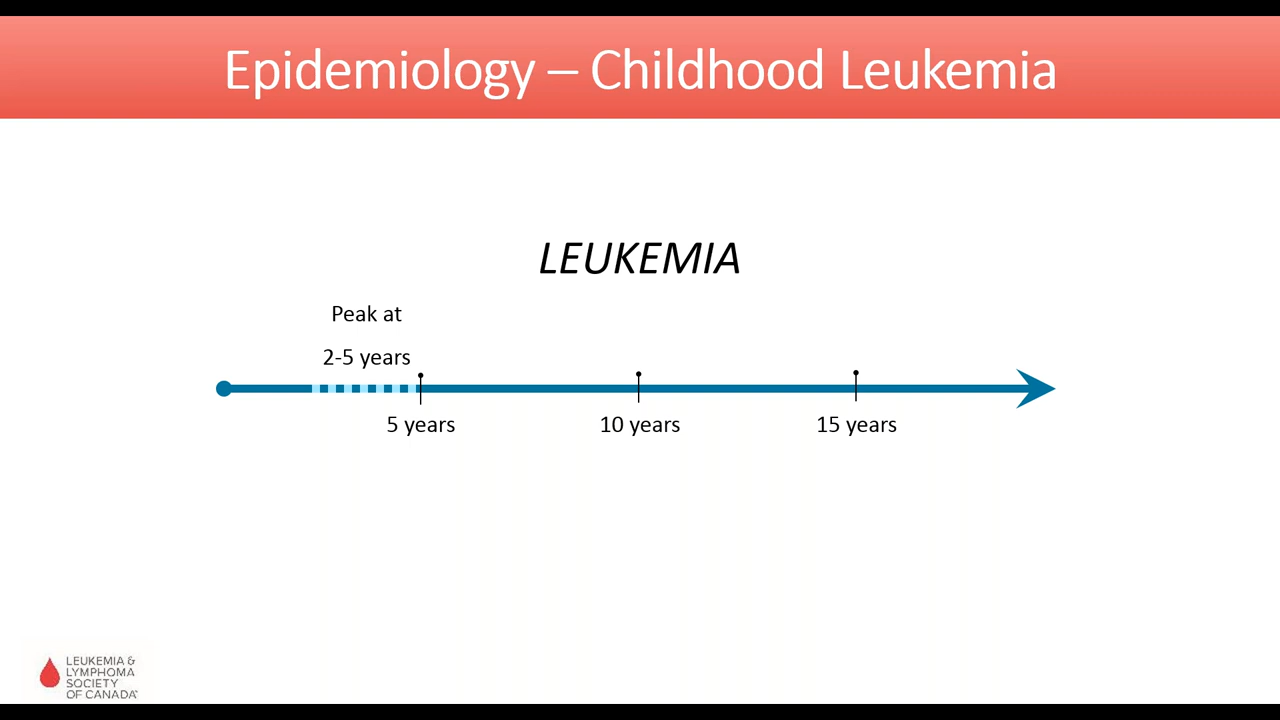 Epidemiology – Childhood Leukemia
LEUKEMIA
Peak at
2-5 years
5 years
10 years
15 years
LEUKEMIA &
LYMPHOMA
SOCIETY
OF CANADA